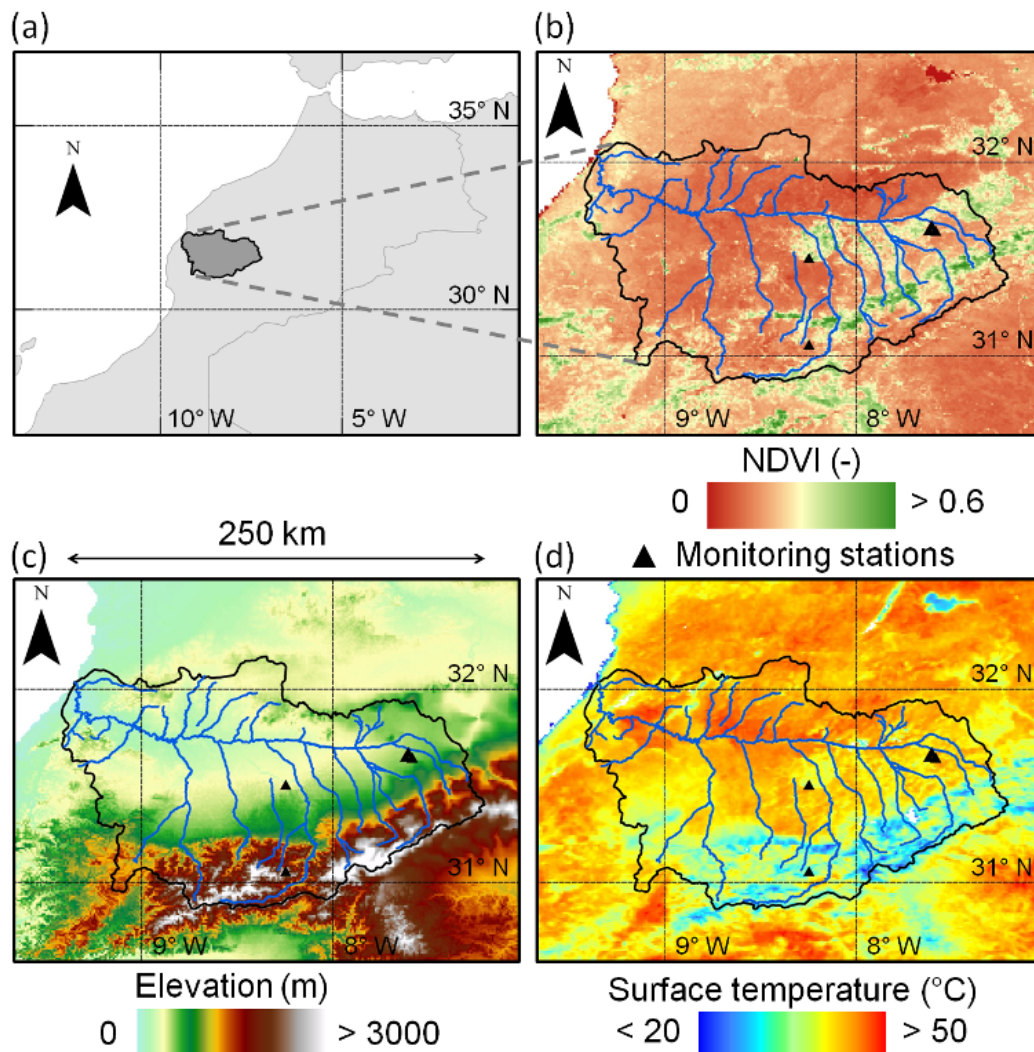 (a)
N
35° N
30° N
10° W
5° W
(b)
N
32° N
31° N
9° W
8° W
NDVI (-)
0
> 0.6
▲ Monitoring stations
250 km
(c)
N
32° N
31° N
9° W
8° W
Elevation (m)
0
> 3000
(d)
N
32° N
31° N
9° W
8° W
Surface temperature (°C)
< 20
> 50